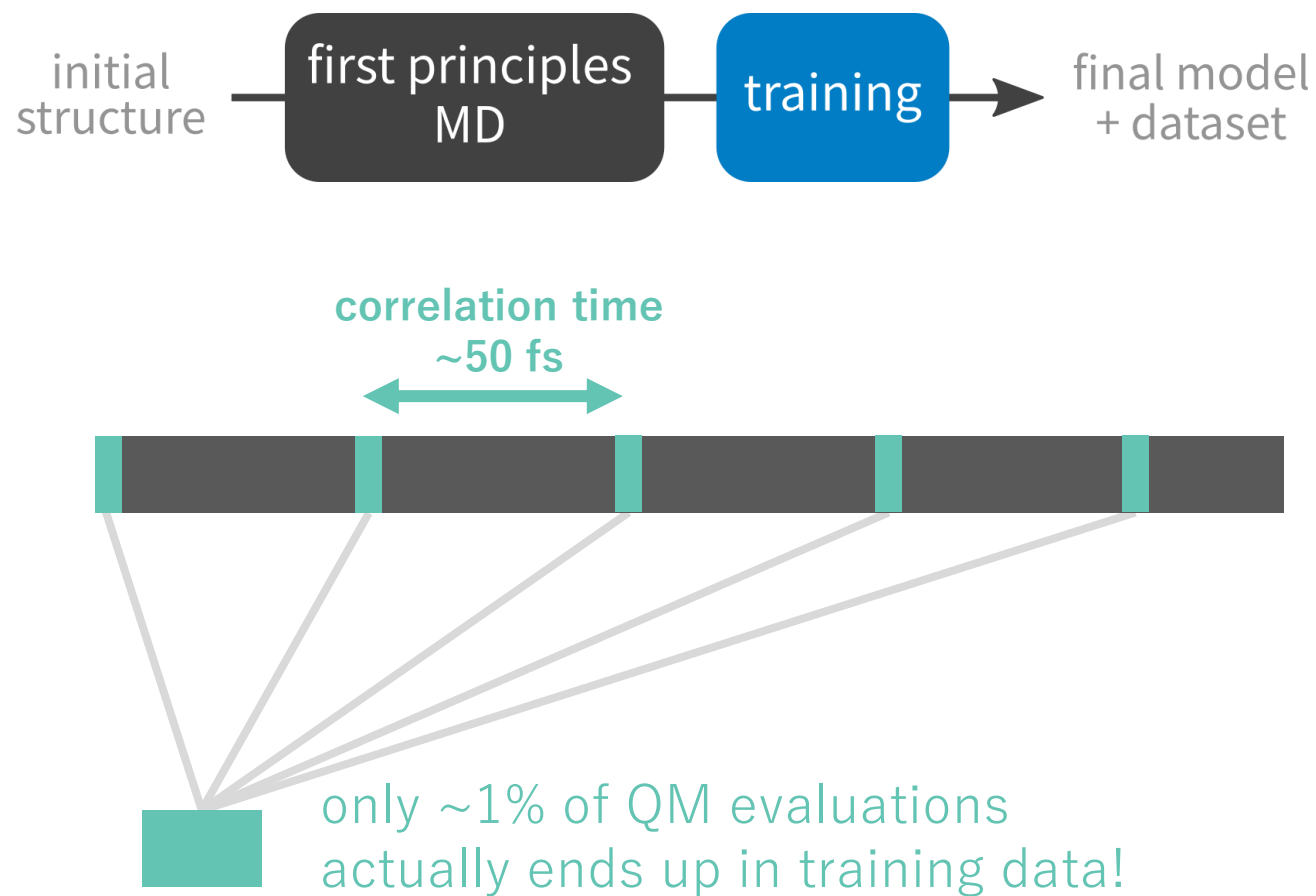 initial
structure
first principles
MD
training
final model
+ dataset
correlation time
~50 fs
only ~1% of QM evaluations
actually ends up in training data!